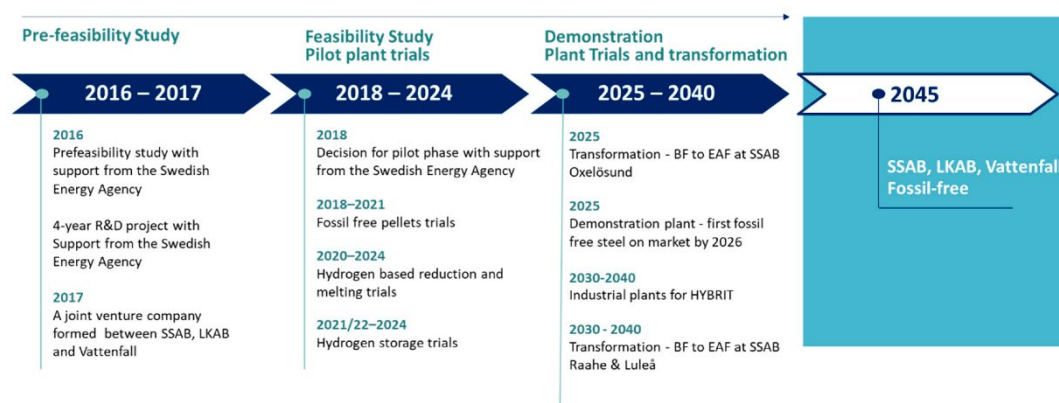 Pre-feasibility Study
2016 – 2017
2016
Prefeasibility study with
support from the Swedish
Energy Agency
4-year R&D project with
Support from the Swedish
Energy Agency
2017
A joint venture company
formed between SSAB, LKAB
and Vattenfall
Feasibility Study
Pilot plant trials
2018 – 2024
2018
Decision for pilot phase with support
from the Swedish Energy Agency
2018–2021
Fossil free pellets trials
2020–2024
Hydrogen based reduction and
melting trials
2021/22–2024
Hydrogen storage trials
Demonstration
Plant Trials and transformation
2025 – 2040
2025
Transformation - BF to EAF at SSAB
Oxelösund
2025
Demonstration plant - first fossil
free steel on market by 2026
2030-2040
Industrial plants for HYBRIT
2030 - 2040
Transformation - BF to EAF at SSAB
Raahe & Luleå
2045
SSAB, LKAB, Vattenfall
Fossil-free